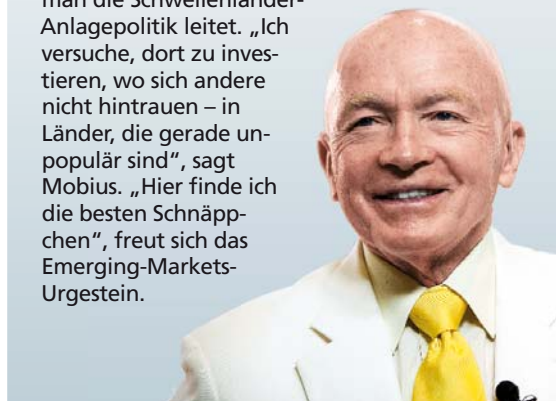 man die Schwellenländer-
Anlagepolitik leitet. „Ich
versuche, dort zu inves-
tieren, wo sich andere
nicht hintrauen – in
Länder, die gerade un-
populär sind“, sagt
Mobius. „Hier finde ich
die besten Schnäpp-
chen“, freut sich das
Emerging-Markets-
Urgestein.